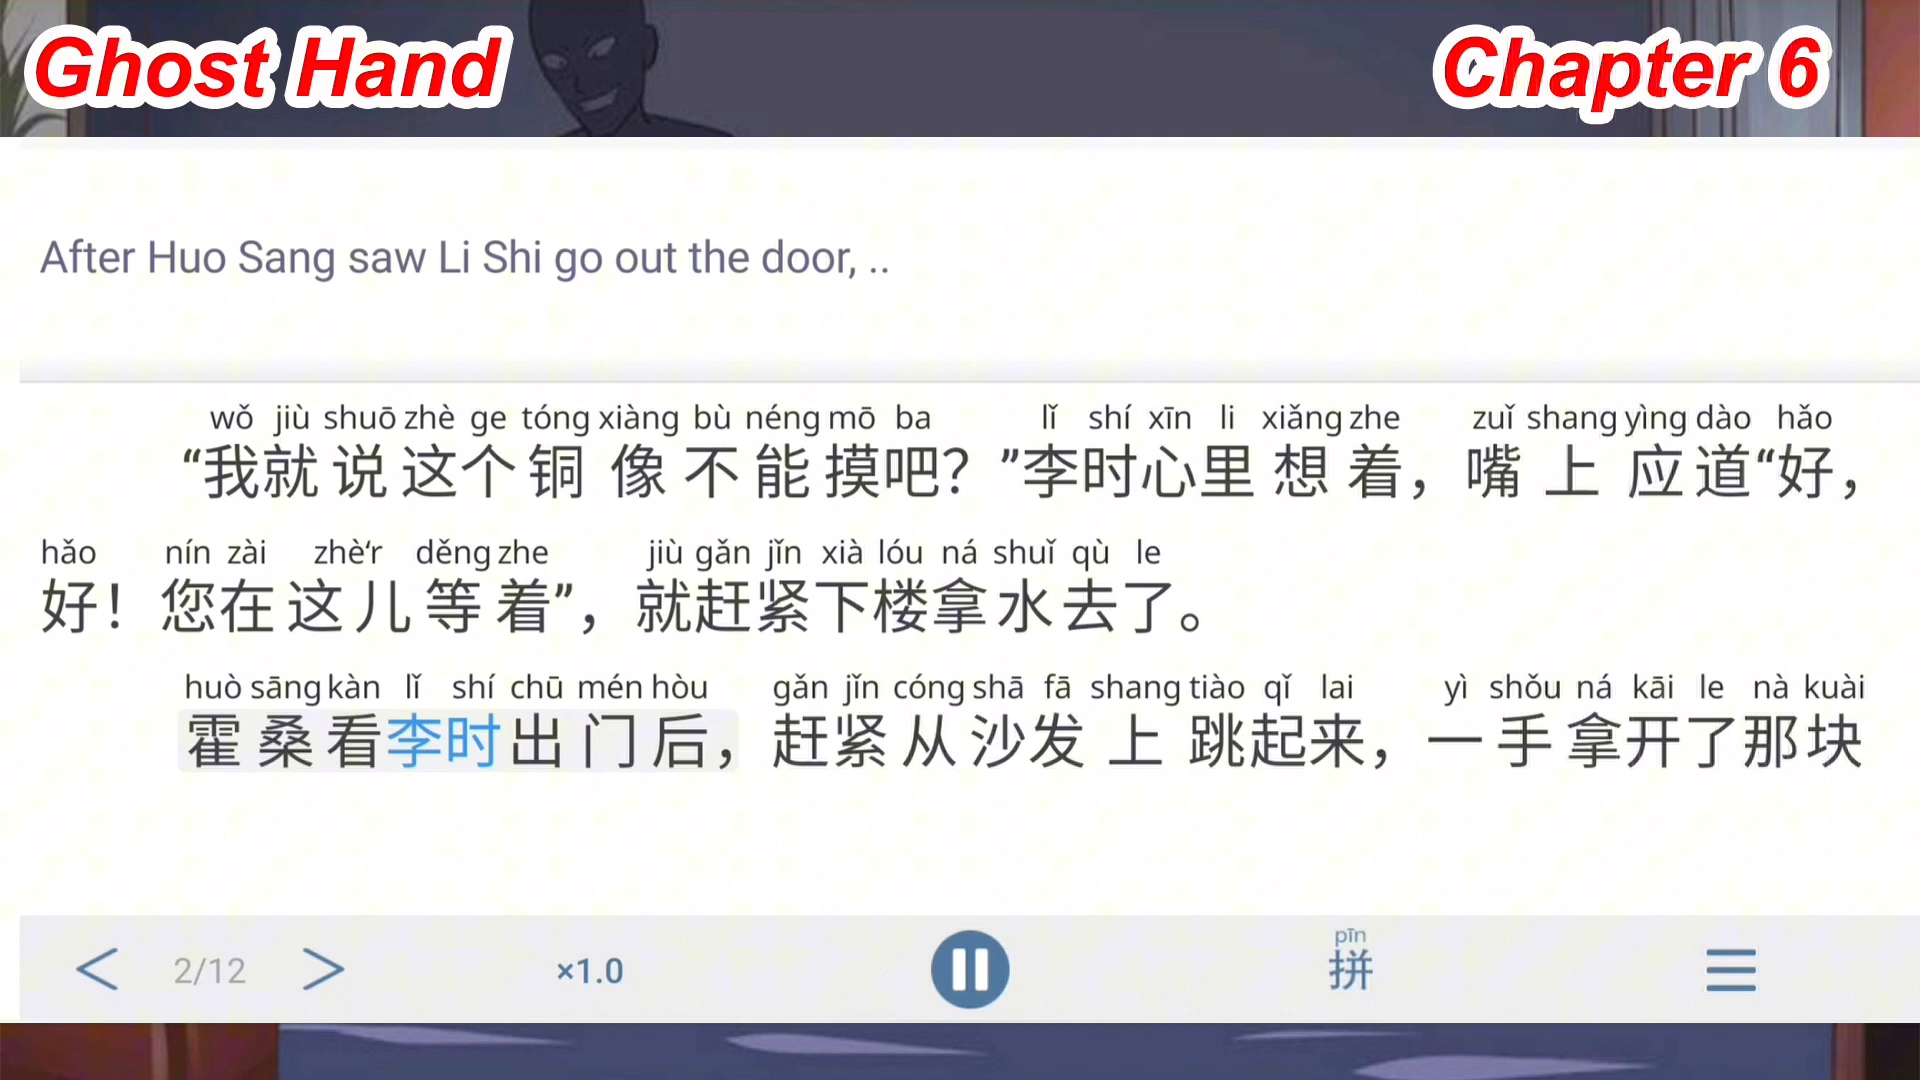 Ghost Hand
Chapter 6
After Huo Sang saw Li Shi go out the door, ..
wǒ jiù shuō zhè ge tóng xiàng bù néng mō ba lǐ shí xīn li xiǎng zhe zuǐ shang yìng dào hǎo
“我就说这个铜像不能摸吧？”李时心里想着，嘴上应道“好，
hǎo nín zài zhè‘r děng zhe jiù gǎn jǐn xià lóu ná shuǐ qù le
好！您在这儿等着”，就赶紧下楼拿水去了。
huò sāng kàn lǐ shí chū mén hòu gǎn jǐn cóng shā fā shang tiào qǐ lai yì shǒu ná kāi le nà kuài
霍桑看李时出门后，赶紧从沙发上跳起来，一手拿开了那块
2/12
×1.0
pīn
拼